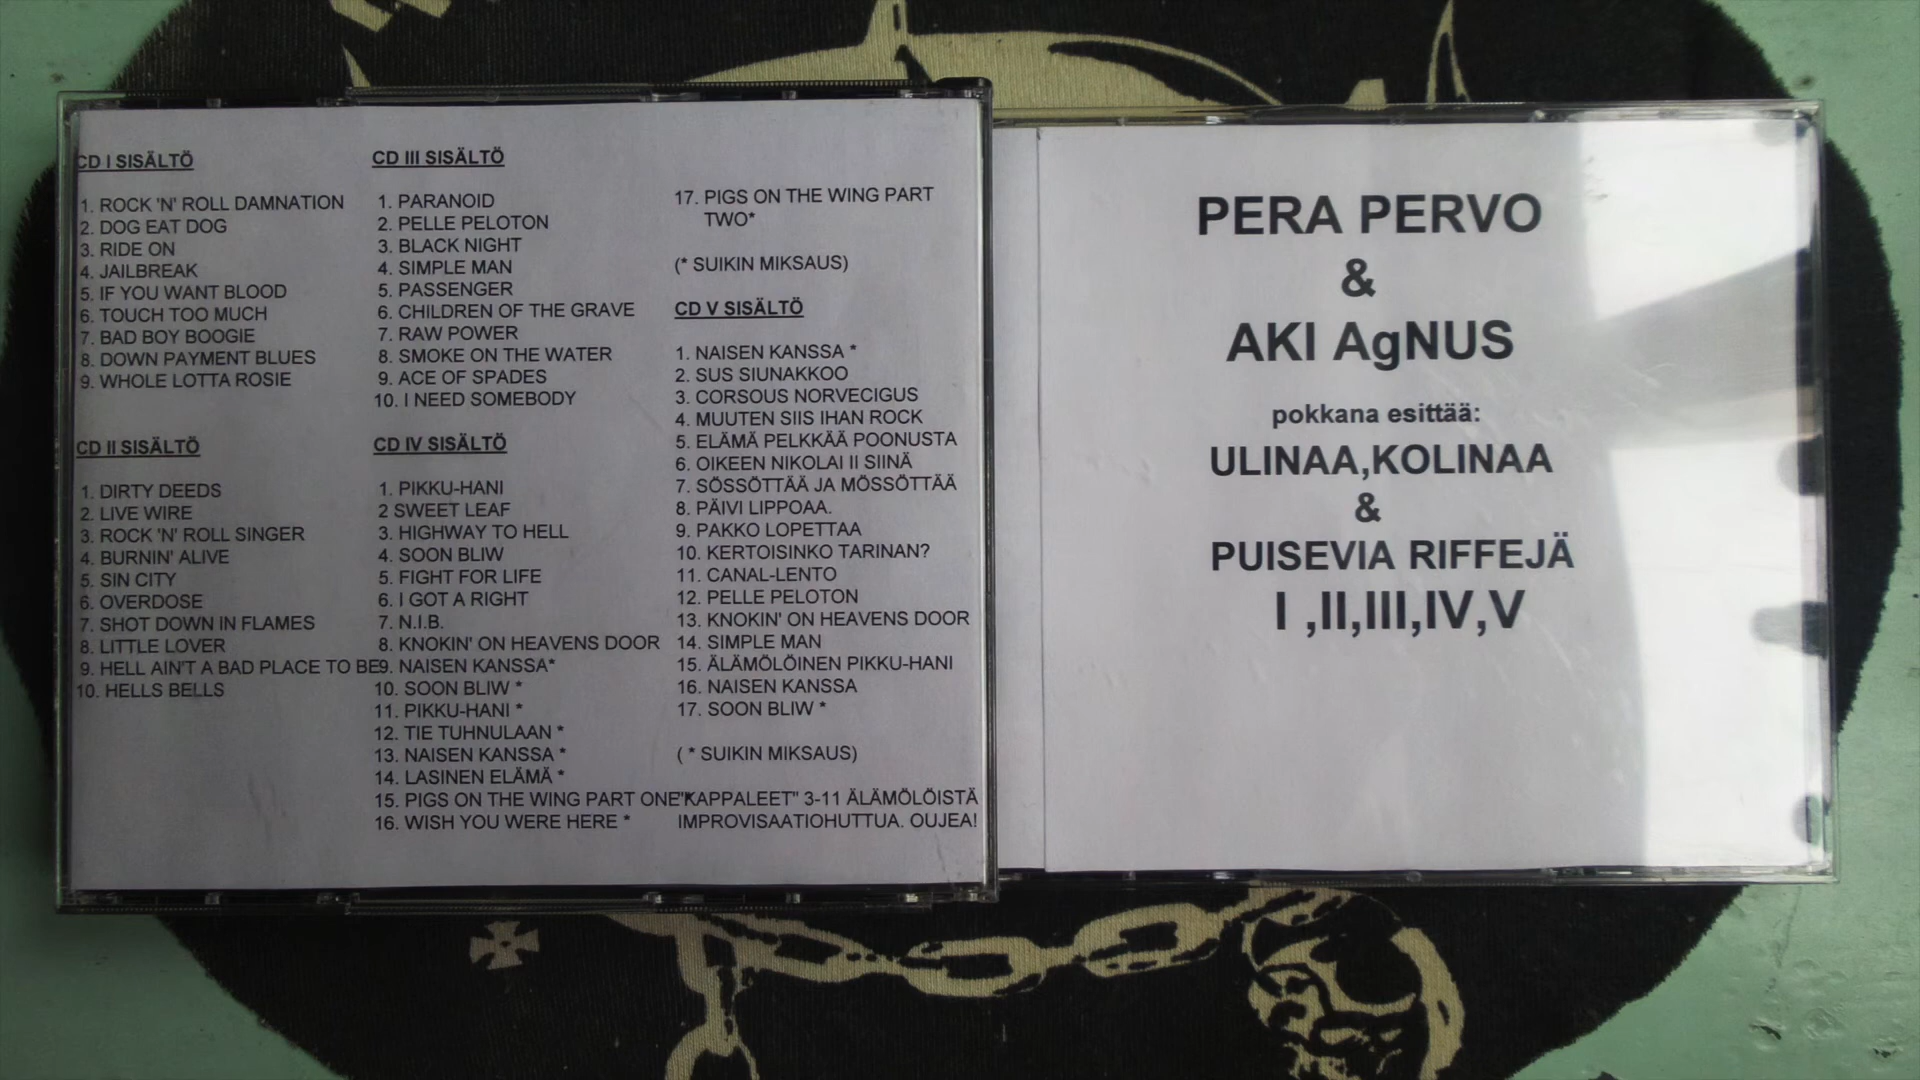 CD I SISÄLTÖ
1. ROCK 'N' ROLL DAMNATION
2. DOG EAT DOG
3. RIDE ON
4. JAILBREAK
5. IF YOU WANT BLOOD
6. TOUCH TOO MUCH
7. BAD BOY BOOGIE
8. DOWN PAYMENT BLUES
9. WHOLE LOTTA ROSIE
CD II SISÄLTÖ
1. DIRTY DEEDS
2. LIVE WIRE
3. ROCK 'N' ROLL SINGER
4. BURNIN' ALIVE
5. SIN CITY
6. OVERDOSE
7. SHOT DOWN IN FLAMES
8. LITTLE LOVER
9. HELL AIN'T A BAD PLACE TO BE
10. HELLS BELLS
CD III SISÄLTÖ
1. PARANOID
2. PELLE PELOTON
3. BLACK NIGHT
4. SIMPLE MAN
5. PASSENGER
6. CHILDREN OF THE GRAVE
7. RAW POWER
8. SMOKE ON THE WATER
9. ACE OF SPADES
10. I NEED SOMEBODY
CD IV SISÄLTÖ
1. PIKKU-HANI
2 SWEET LEAF
3. HIGHWAY TO HELL
4. SOON BLIW
5. FIGHT FOR LIFE
6. I GOT A RIGHT
7. N.I.B.
8. KNOKIN' ON HEAVENS DOOR
9. NAISEN KANSSA*
10. SOON BLIW *
11. PIKKU-HANI *
12. TIE TUHNULAAN *
13. NAISEN KANSSA *
14. LASINEN ELÄMÄ *
15. PIGS ON THE WING PART ONE*
16. WISH YOU WERE HERE *
17. PIGS ON THE WING PART
TWO*
(* SUIKIN MIKSAUS)
CD V SISÄLTÖ
1. NAISEN KANSSA *
2. SUS SIUNAKKOO
3. CORSOUS NORVECIGUS
4. MUUTEN SIIS IHAN ROCK
5. ELÄMÄ PELKKÄÄ POONUSTA
6. OIKEEN NIKOLAI II SIINÄ
7. SÖSSÖTTÄÄ JA MÖSSÖTTÄÄ
8. PÄIVI LIPPOAA.
9. PAKKO LOPETTAA
10. KERTOISINKO TARINAN?
11. CANAL-LENTO
12. PELLE PELOTON
13. KNOKIN' ON HEAVENS DOOR
14. SIMPLE MAN
15. ÄLÄMÖLÖINEN PIKKU-HANI
16. NAISEN KANSSA
17. SOON BLIW *
( * SUIKIN MIKSAUS)
"KAPPALEET" 3-11 ÄLÄMÖLÖISTÄ
IMPROVISAATIOHUTTUA. OUJEA!
PERA PERVO
&
AKI AgNUS
pokkana esittää:
ULINAA,KOLINAA
&
PUISEVIA RIFFEJÄ
I ,II,III,IV,V